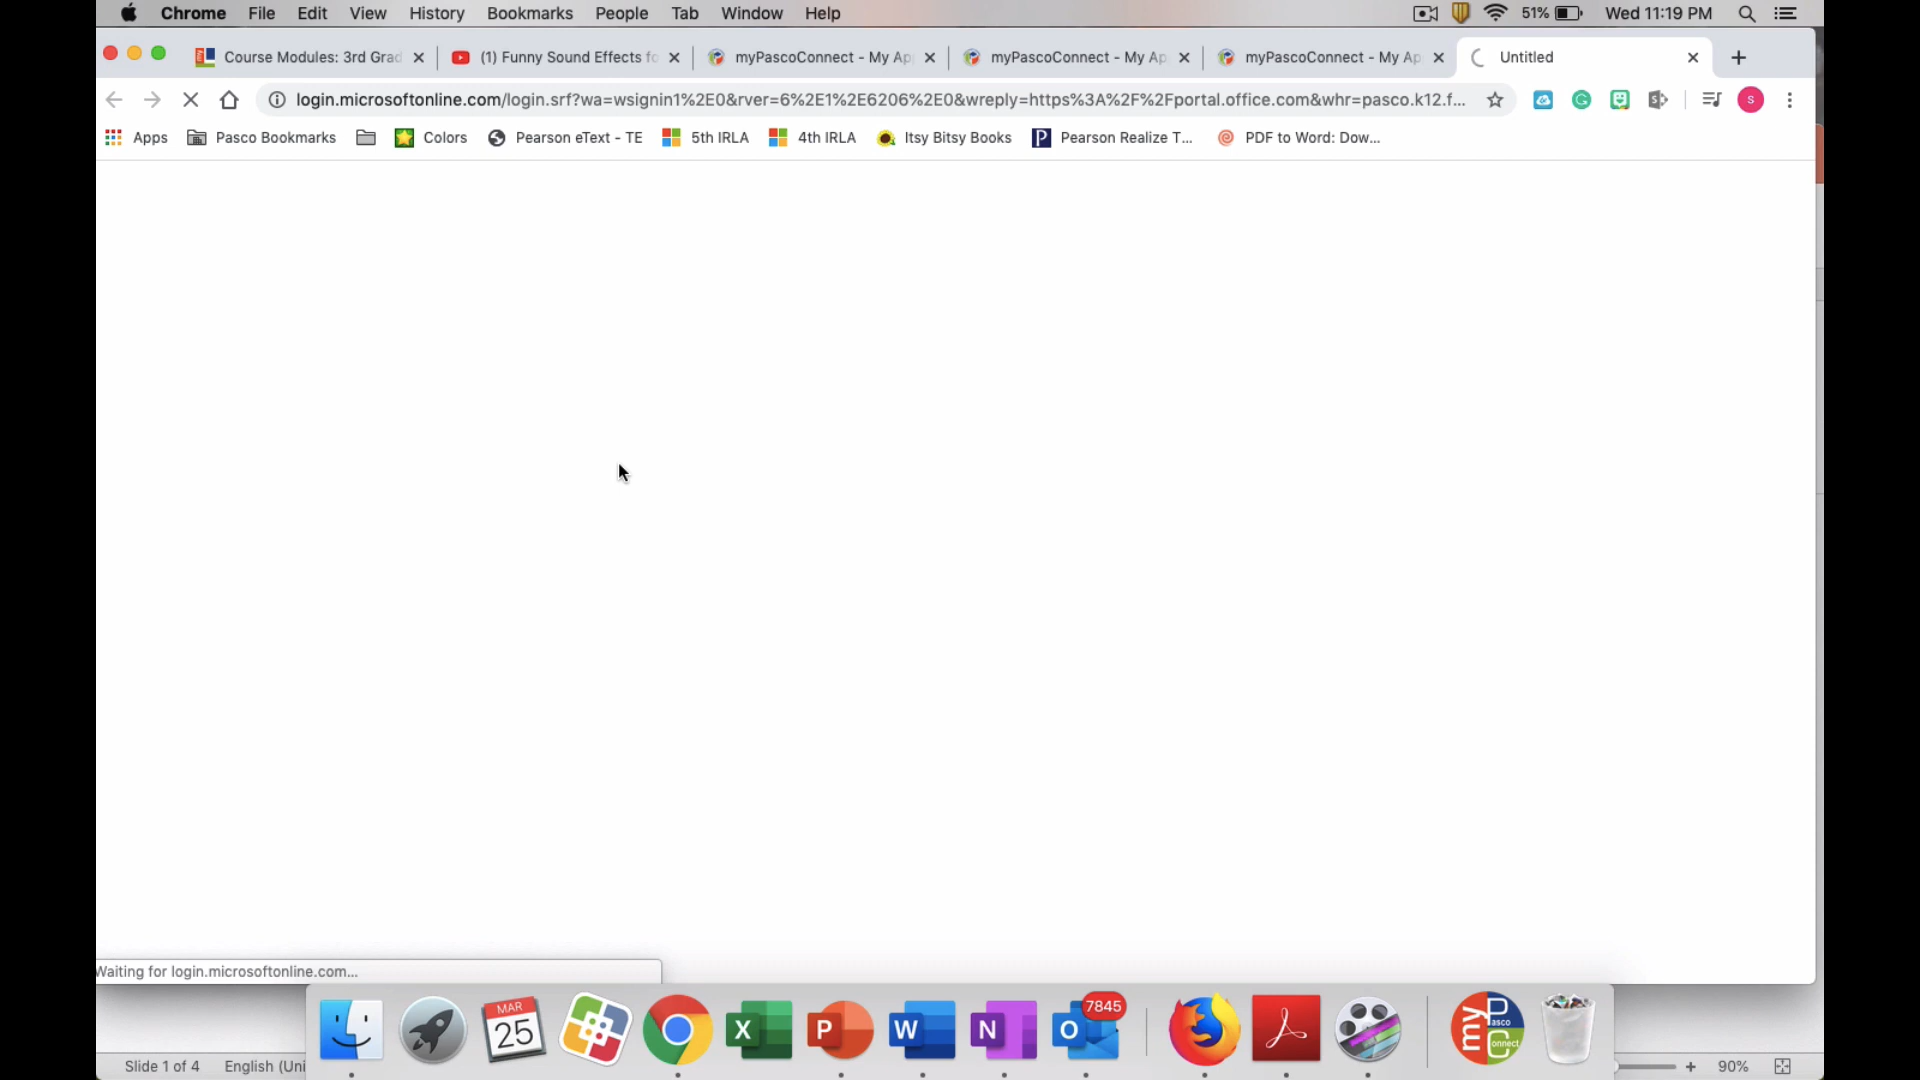 Chrome File Edit View History Bookmarks People Tab Window Help 51% Wed 11:19 PM
Course Modules: 3rd Grad (1) Funny Sound Effects fo myPascoConnect - My Ap myPascoConnect - My Ap myPascoConnect - My Ap Untitled
login.microsoftonline.com/login.srf?wa=wsignin1%2E0&rver=6%2E1%2E6206%2E0&wreply=https%3A%2F%2Fportal.office.com&whr=pasco.k12.f... S
Apps Pasco Bookmarks Colors Pearson eText - TE 5th IRLA 4th IRLA Itsy Bitsy Books P Pearson Realize T... PDF to Word: Dow...
Waiting for login.microsoftonline.com...
MAR
25
X P W N O 7845
my Pasco Connect
Slide 1 of 4 English (Uni 90%